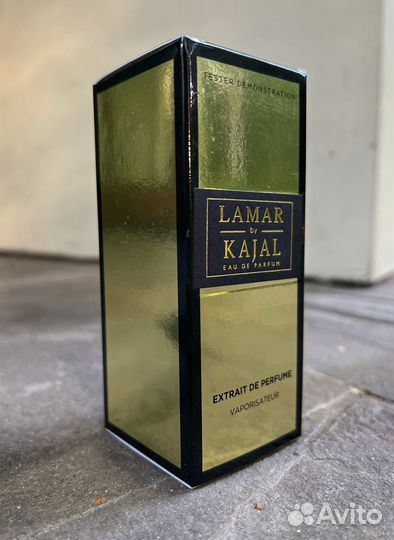 TESTER DEMONSTRATION
LAMAR
by
KAJAL
EAU DE PARFUM
EXTRAIT DE PERFUME
VAPORISATEUR
Avito